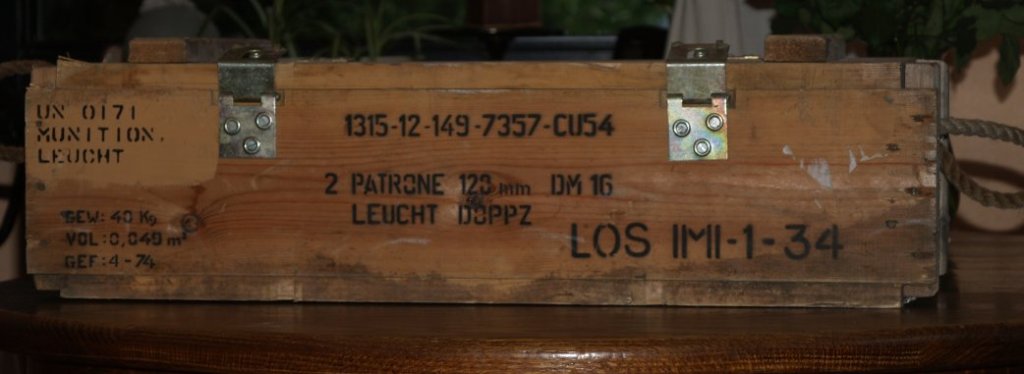 UN 0171
MUNITION,
LEUCHT
1315-12-149-7357-CU54
2 PATRONE 120 mm DM 16
LEUCHT DOPPZ
GEW: 40 Kg
VOL: 0,049 m³
GEF: 4-74
LOS IMI-1-34